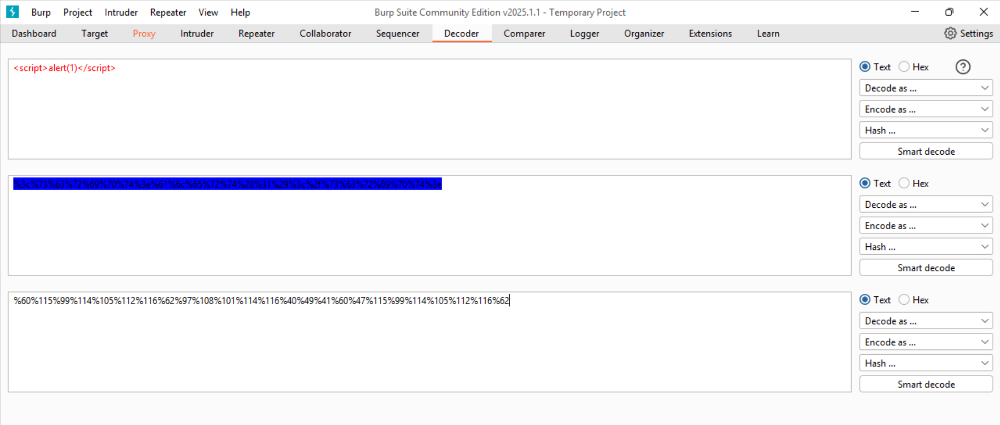 Burp Project Intruder Repeater View Help Burp Suite Community Edition v2025.1.1 - Temporary Project
Dashboard Target Proxy Intruder Repeater Collaborator Sequencer Decoder Comparer Logger Organizer Extensions Learn Settings
<script>alert(1)</script>
Text Hex ?
Decode as ...
Encode as ...
Hash ...
Smart decode
%3c%73%63%72%69%70%74%3e%61%6c%65%72%74%28%31%29%3c%2f%73%63%72%69%70%74%3e
Text Hex
Decode as ...
Encode as ...
Hash ...
Smart decode
%60%115%99%114%105%112%116%62%97%108%101%114%116%40%49%41%60%47%115%99%114%105%112%116%62
Text Hex
Decode as ...
Encode as ...
Hash ...
Smart decode